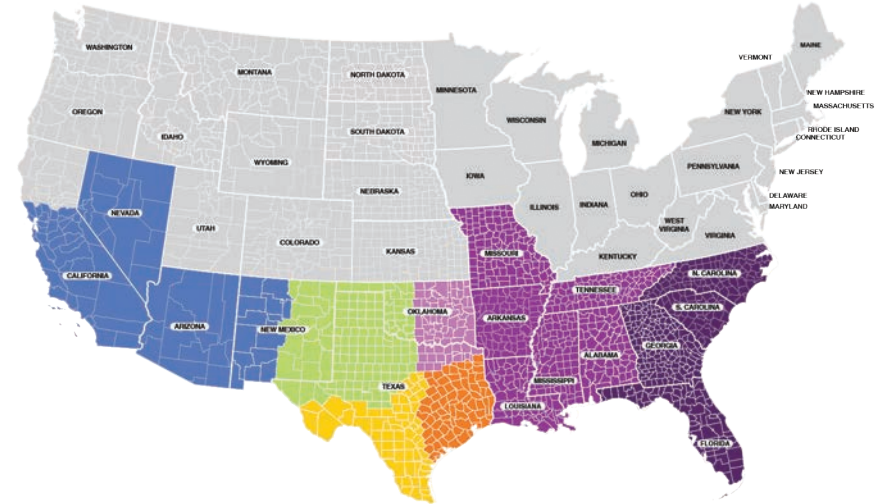 WASHINGTON
MONTANA
NORTH DAKOTA
MINNESOTA
MAINE
VERMONT
NEW HAMPSHIRE
MASSACHUSETTS
OREGON
IDAHO
SOUTH DAKOTA
WISCONSIN
MICHIGAN
NEW YORK
RHODE ISLAND
CONNECTICUT
WYOMING
NEBRASKA
IOWA
PENNSYLVANIA
NEW JERSEY
NEVADA
UTAH
COLORADO
KANSAS
ILLINOIS
INDIANA
OHIO
WEST
VIRGINIA
VIRGINIA
DELAWARE
MARYLAND
CALIFORNIA
MISSOURI
KENTUCKY
N. CAROLINA
ARIZONA
NEW MEXICO
OKLAHOMA
ARKANSAS
TENNESSEE
S. CAROLINA
TEXAS
LOUISIANA
MISSISSIPPI
ALABAMA
GEORGIA
FLORIDA